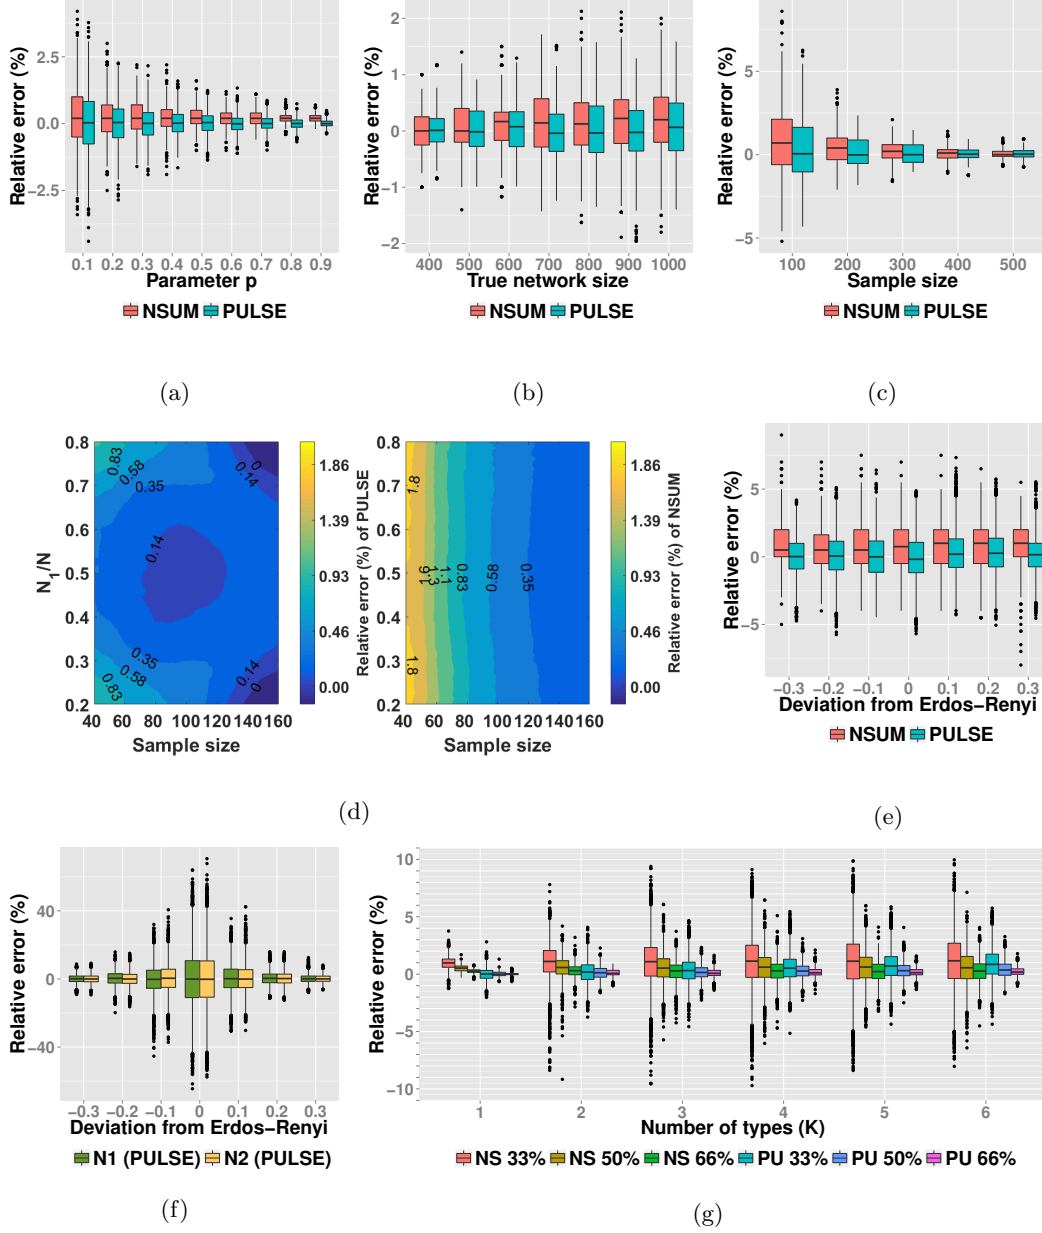 Relative error (%)
2.5
0.0
−2.5
0.1 0.2 0.3 0.4 0.5 0.6 0.7 0.8 0.9
Parameter p
NSUM PULSE
(a)
Relative error (%)
2
1
0
−1
−2
400 500 600 700 800 900 1000
True network size
NSUM PULSE
(b)
Relative error (%)
5
0
−5
100 200 300 400 500
Sample size
NSUM PULSE
(c)
N1/N
0.8
0.7
0.6
0.5
0.4
0.3
0.2
40 60 80 100 120 140 160
Sample size
0.83
0.58
0.35
0
0.14
0.14
0.35
0.58
0.83
0.14
0
1.86
1.39
0.93
0.46
0.00
Relative error (%) of PULSE
0.8
0.7
0.6
0.5
0.4
0.3
0.2
40 60 80 100 120 140 160
Sample size
1.8
1.6
1.3
1.1
0.83
0.58
0.35
1.8
1.86
1.39
0.93
0.46
0.00
Relative error (%) of NSUM
(d)
Relative error (%)
5
0
−5
−0.3 −0.2 −0.1 0 0.1 0.2 0.3
Deviation from Erdos−Renyi
NSUM PULSE
(e)
Relative error (%)
40
0
−40
−0.3 −0.2 −0.1 0 0.1 0.2 0.3
Deviation from Erdos−Renyi
N1 (PULSE) N2 (PULSE)
(f)
Relative error (%)
10
5
0
−5
−10
1 2 3 4 5 6
Number of types (K)
NS 33% NS 50% NS 66% PU 33% PU 50% PU 66%
(g)